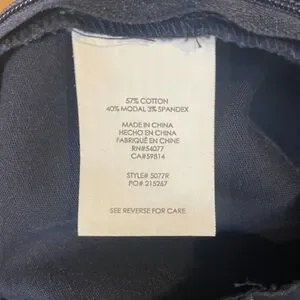 57% COTTON
40% MODAL 3% SPANDEX
MADE IN CHINA
HECHO EN CHINA
FABRIQUÉ EN CHINE
RN#54077
CA#59814
STYLE# 5077R
PO# 215267
SEE REVERSE FOR CARE